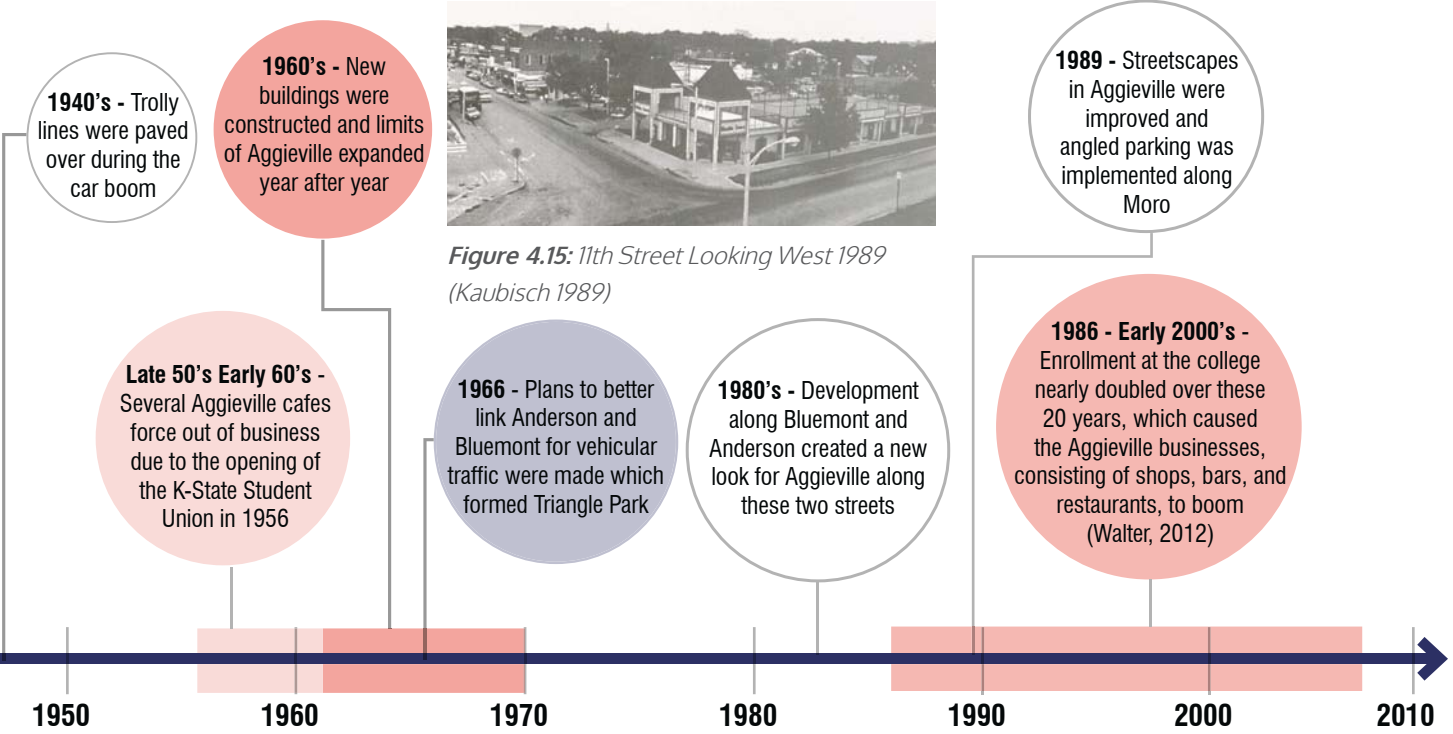 1940's - Trolly
lines were paved
over during the
car boom
1960's - New
buildings were
constructed and limits
of Aggieville expanded
year after year
Figure 4.15: 11th Street Looking West 1989
(Kaubisch 1989)
1989 - Streetscapes
in Aggieville were
improved and
angled parking was
implemented along
Moro
Late 50's Early 60's -
Several Aggieville cafes
force out of business
due to the opening of
the K-State Student
Union in 1956
1966 - Plans to better
link Anderson and
Bluemont for vehicular
traffic were made which
formed Triangle Park
1980's - Development
along Bluemont and
Anderson created a new
look for Aggieville along
these two streets
1986 - Early 2000's -
Enrollment at the college
nearly doubled over these
20 years, which caused
the Aggieville businesses,
consisting of shops, bars, and
restaurants, to boom
(Walter, 2012)
1950 1960 1970 1980 1990 2000 2010